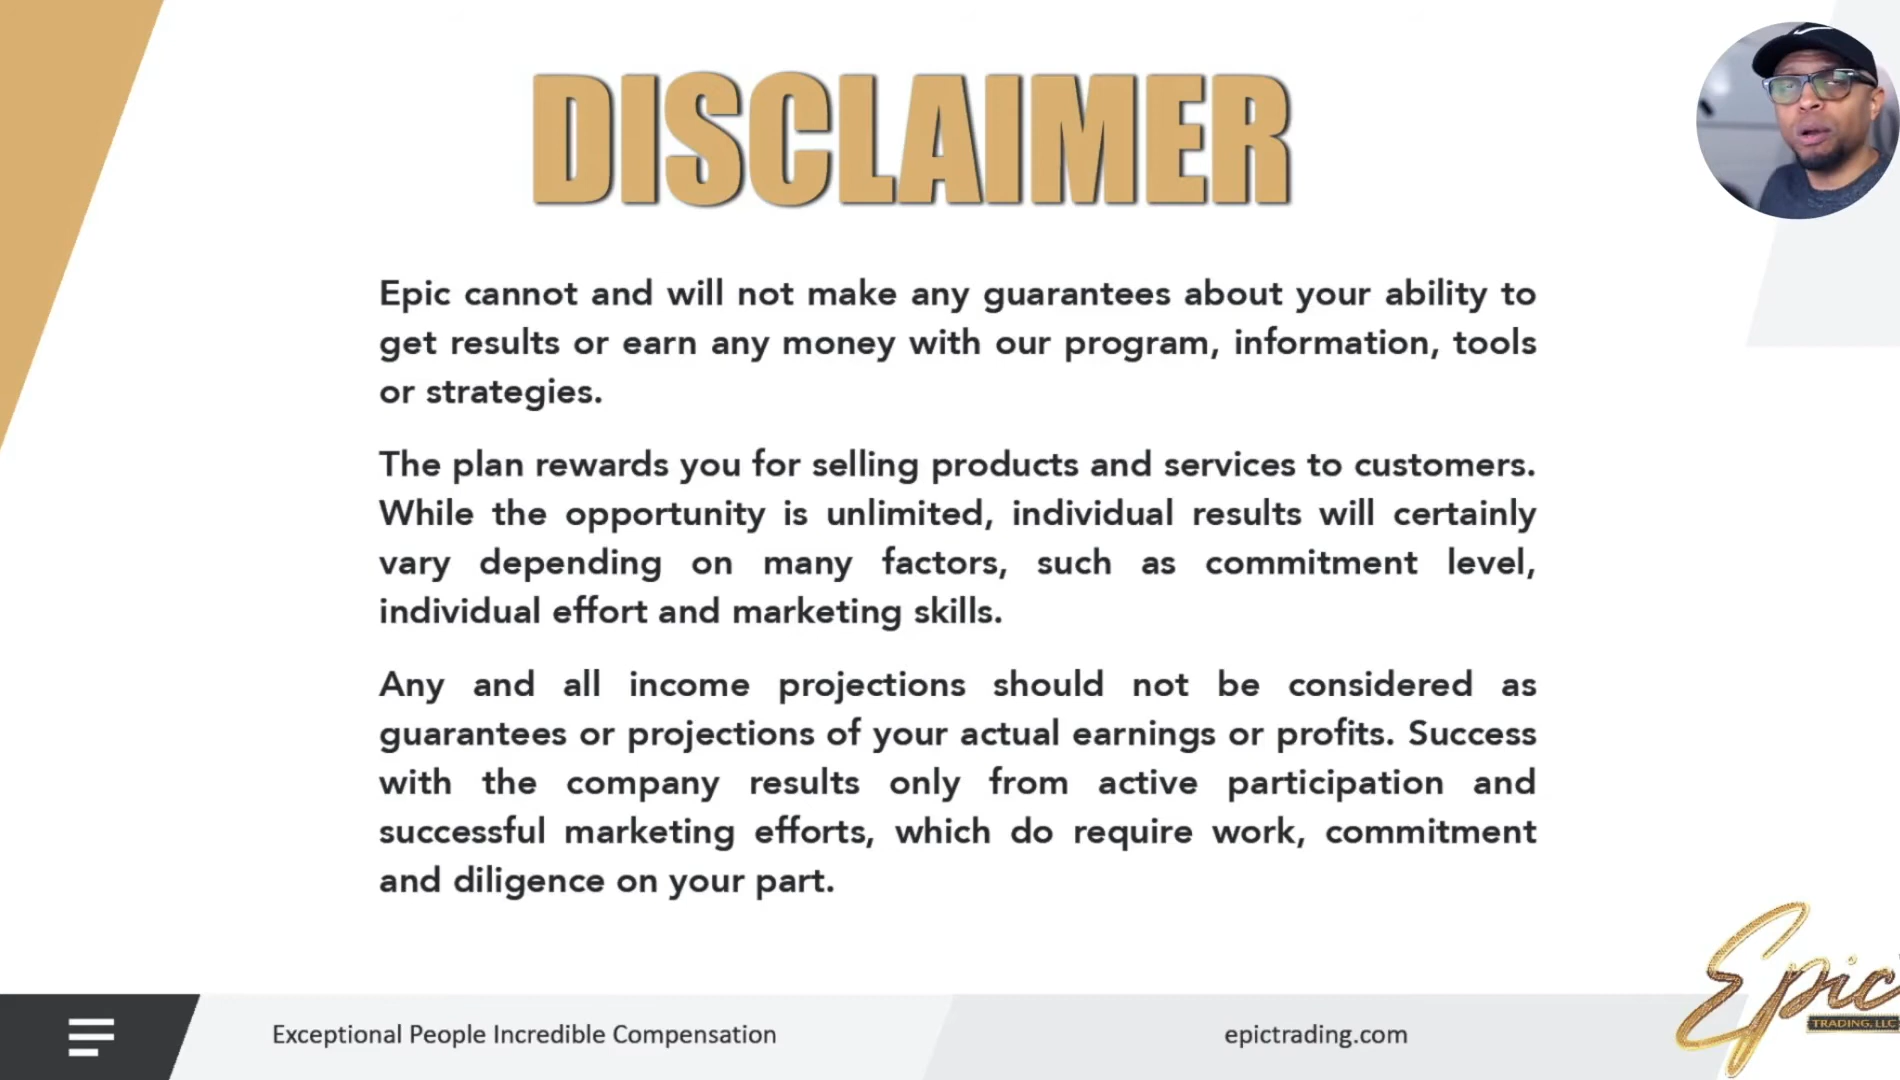 DISCLAIMER
Epic cannot and will not make any guarantees about your ability to
get results or earn any money with our program, information, tools
or strategies.
The plan rewards you for selling products and services to customers.
While the opportunity is unlimited, individual results will certainly
vary depending on many factors, such as commitment level,
individual effort and marketing skills.
Any and all income projections should not be considered as
guarantees or projections of your actual earnings or profits. Success
with the company results only from active participation and
successful marketing efforts, which do require work, commitment
and diligence on your part.
Epic
TRADING, LLC
Exceptional People Incredible Compensation
epictrading.com